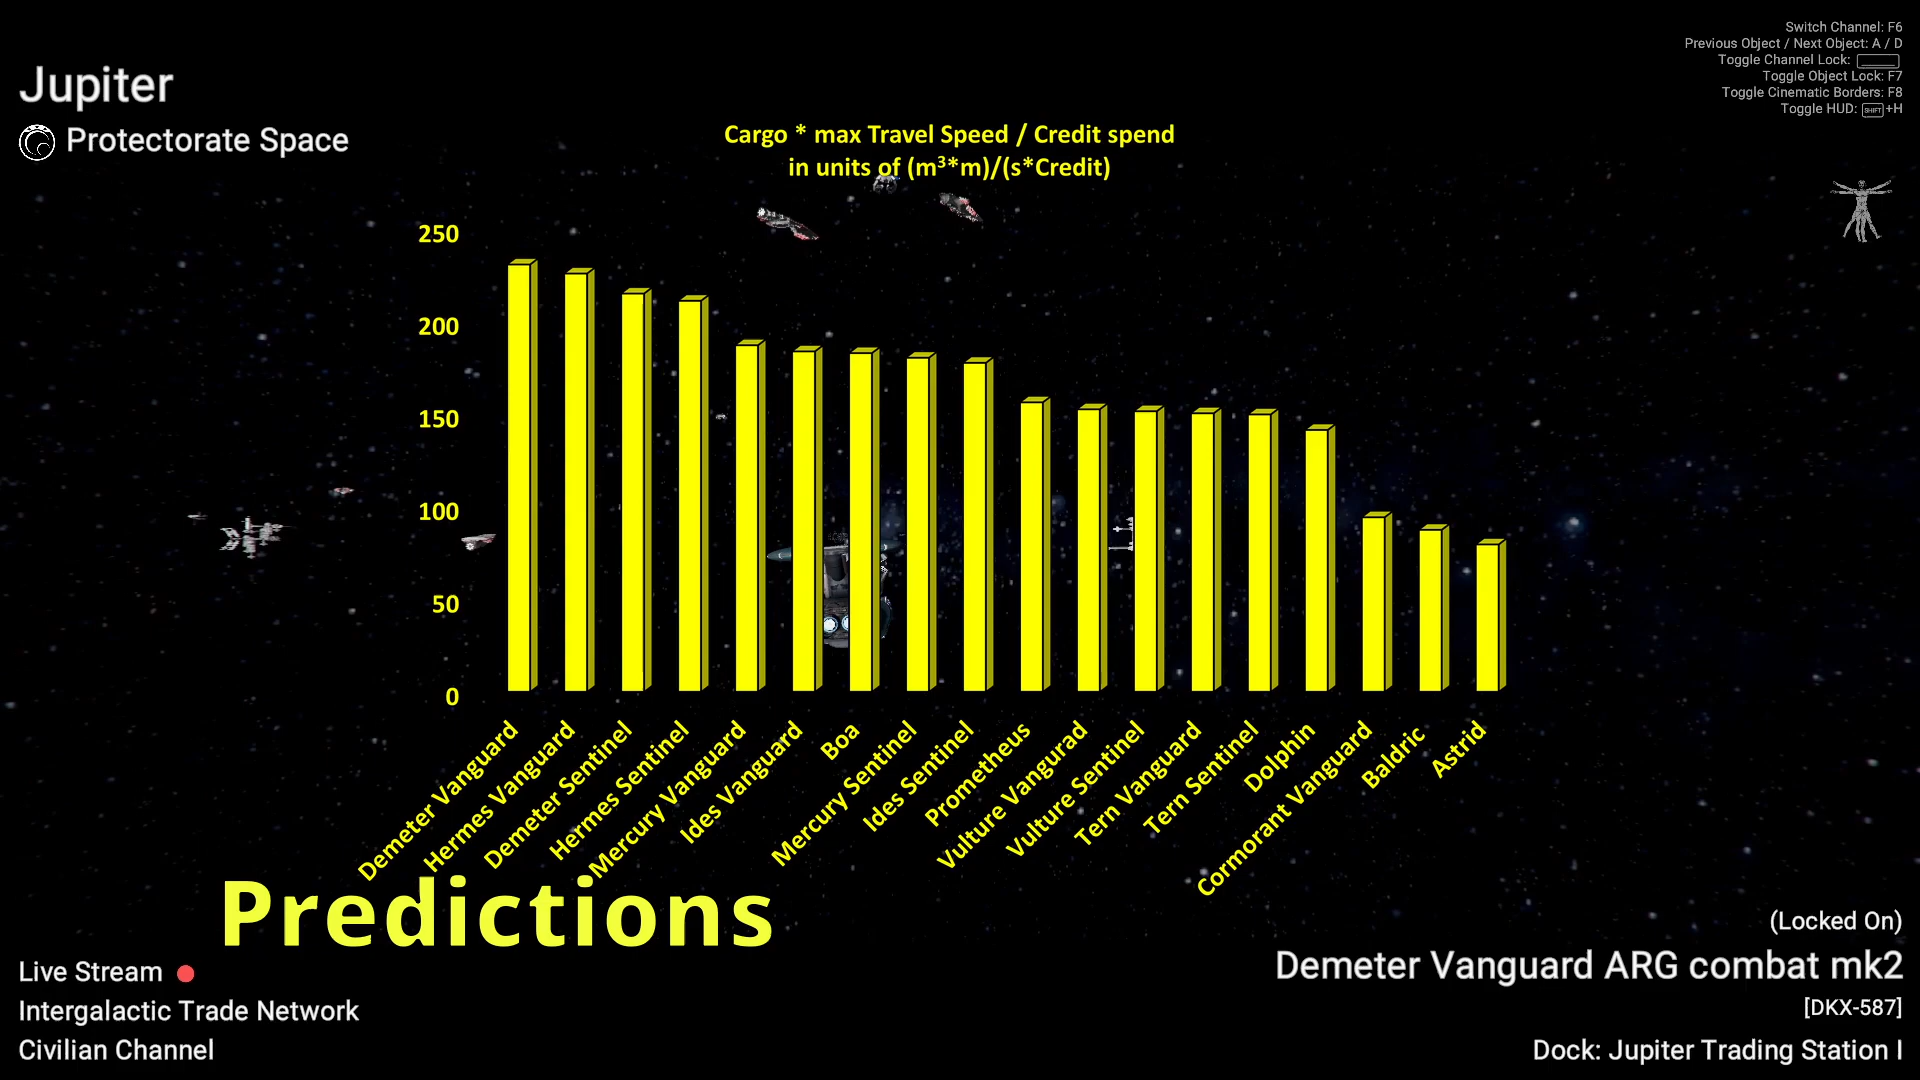 Switch Channel: F6
Previous Object / Next Object: A / D
Toggle Channel Lock:
Toggle Object Lock: F7
Toggle Cinematic Borders: F8
Toggle HUD: SHIFT+H
Jupiter
Protectorate Space
Cargo * max Travel Speed / Credit spend
in units of (m³*m)/(s*Credit)
250
200
150
100
50
0
Demeter Vanguard
Hermes Vanguard
Demeter Sentinel
Hermes Sentinel
Mercury Vanguard
Ides Vanguard
Boa
Mercury Sentinel
Ides Sentinel
Prometheus
Vulture Vangurad
Vulture Sentinel
Tern Vanguard
Tern Sentinel
Dolphin
Cormorant Vanguard
Baldric
Astrid
Predictions
Live Stream
Intergalactic Trade Network
Civilian Channel
(Locked On)
Demeter Vanguard ARG combat mk2
[DKX-587]
Dock: Jupiter Trading Station I